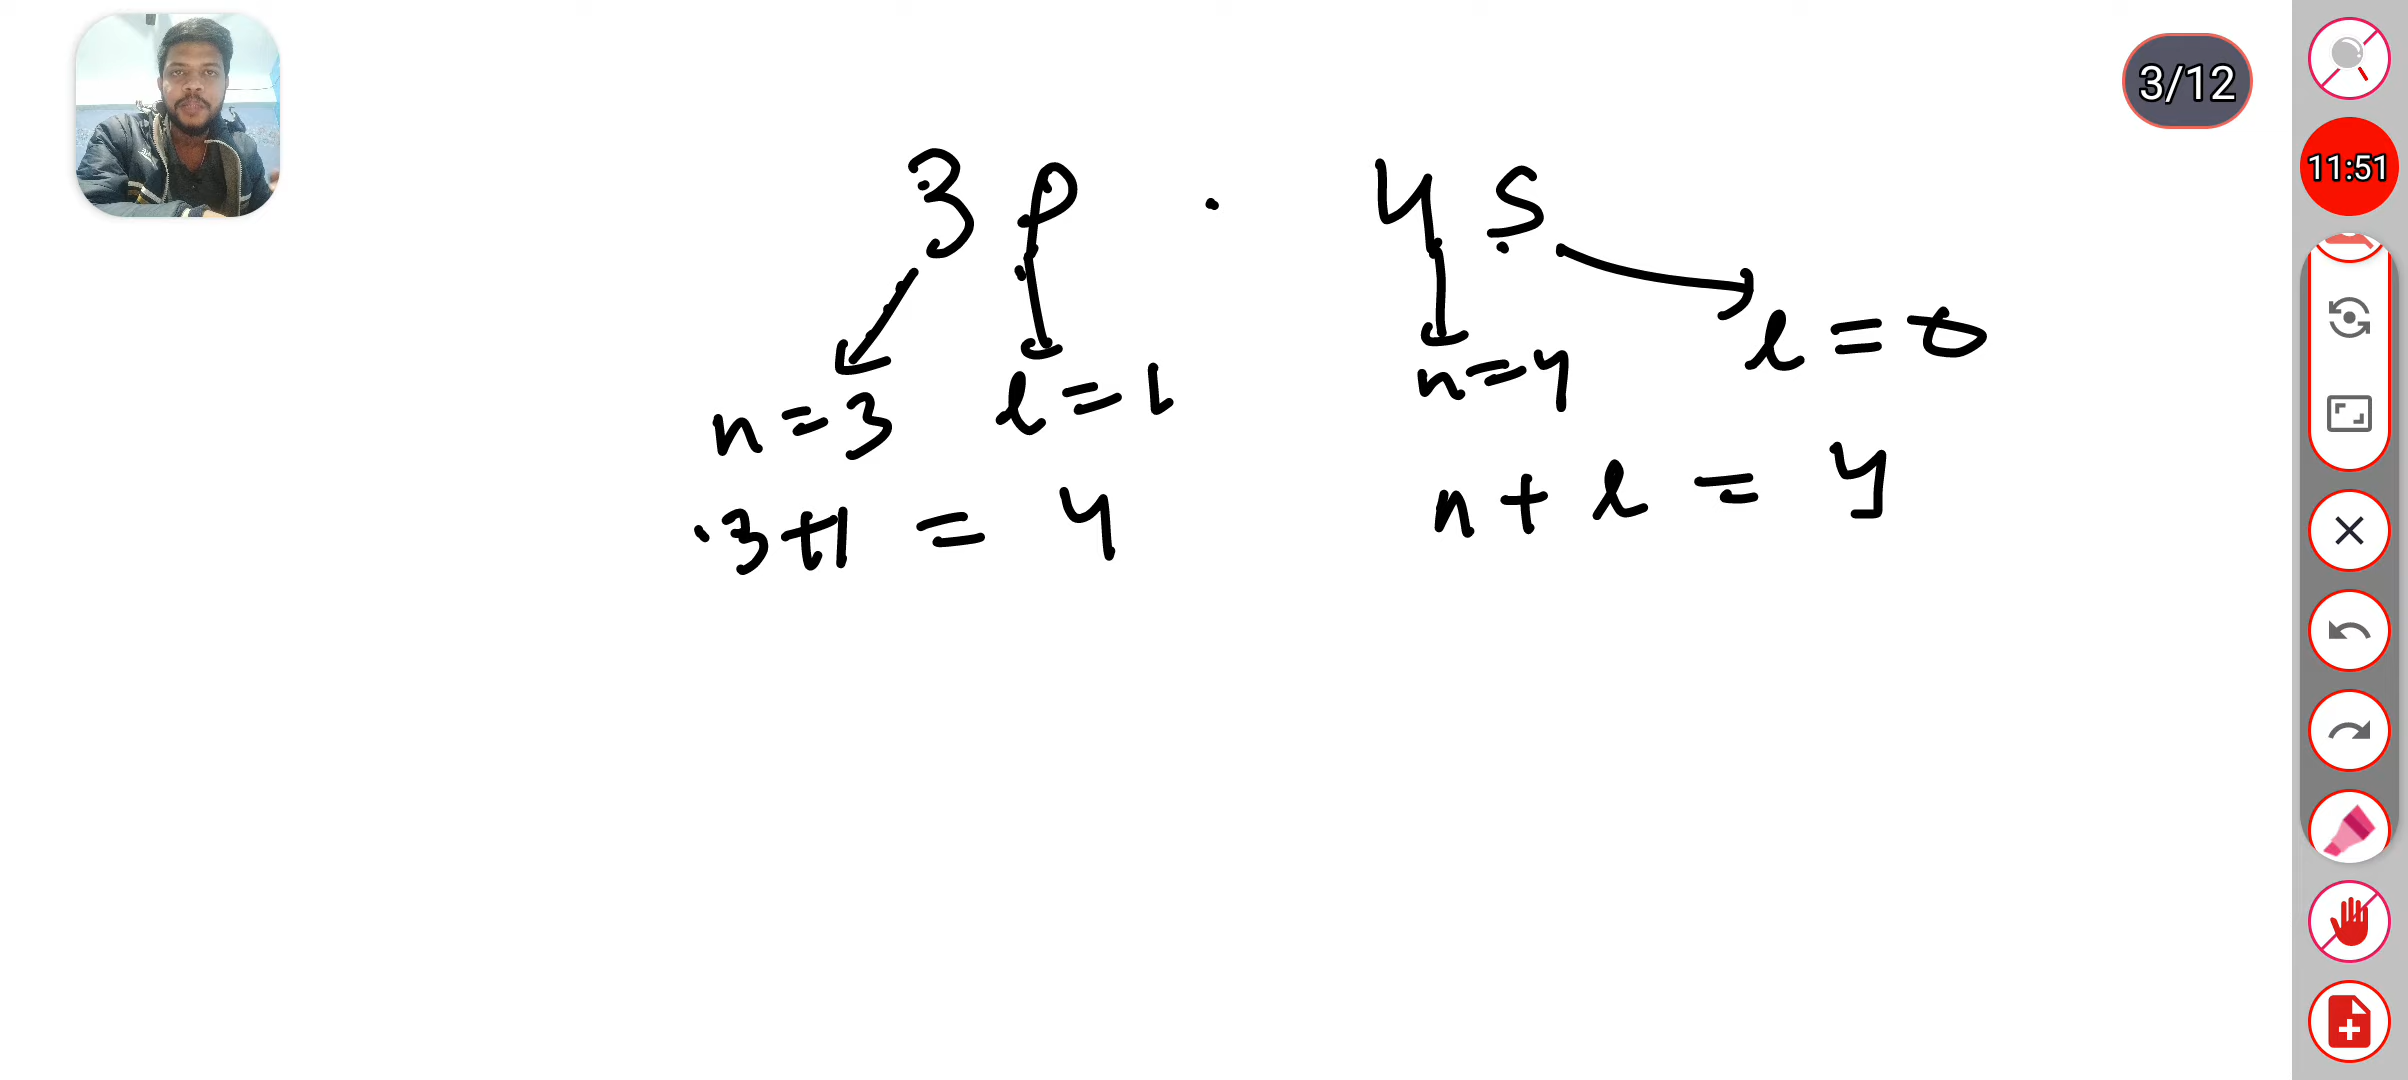 3/12
11:51
3p . 4s
n=3 l=1 n=4 l=0
3+1 = 4 n+l = 4